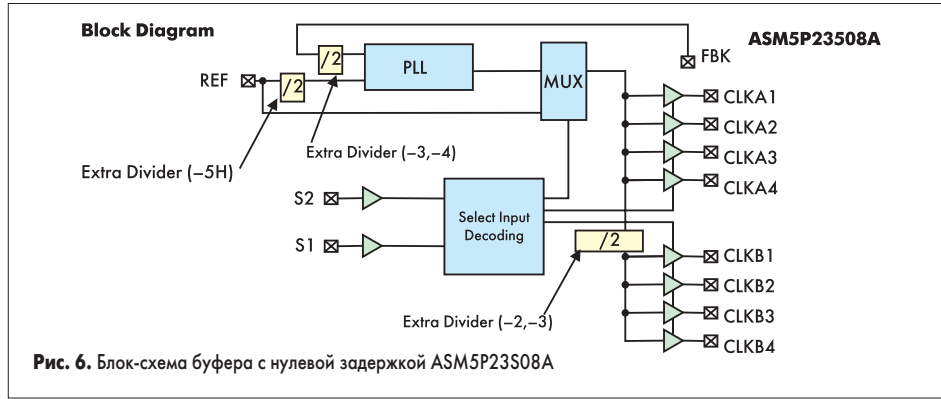 Block Diagram
ASM5P23508A
FBK
/2
PLL
MUX
REF
/2
CLKA1
CLKA2
CLKA3
CLKA4
Extra Divider (–3,–4)
Extra Divider (–5H)
S2
Select Input
Decoding
S1
/2
CLKB1
CLKB2
CLKB3
CLKB4
Extra Divider (–2,–3)
Рис. 6. Блок-схема буфера с нулевой задержкой ASM5P23S08A